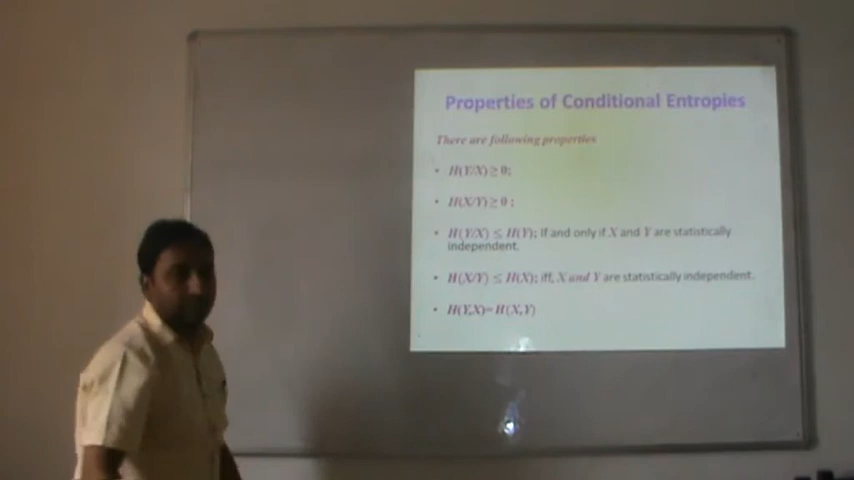 Properties of Conditional Entropies
There are following properties
• H(Y/X) ≥ 0;
• H(X/Y) ≥ 0 ;
• H(Y/X) ≤ H(Y); If and only if X and Y are statistically
independent.
• H(X/Y) ≤ H(X); iff, X and Y are statistically independent.
• H(Y,X)= H(X,Y)